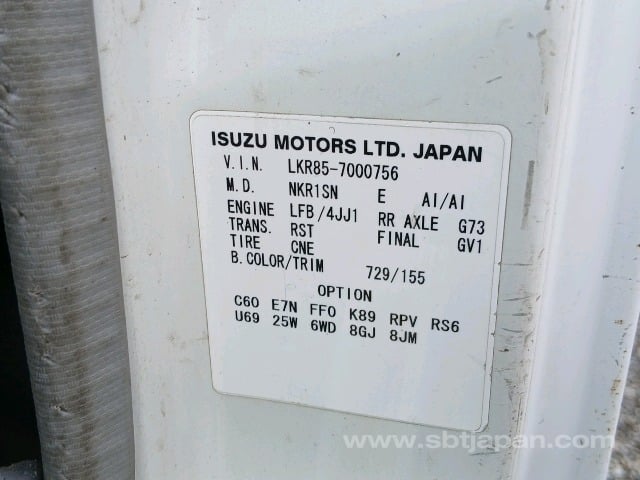 ISUZU MOTORS LTD. JAPAN
V.I.N. LKR85-7000756
M.D. NKR1SN E AI/AI
ENGINE LFB/4JJ1 RR AXLE G73
TRANS. RST FINAL GV1
TIRE CNE
B.COLOR/TRIM 729/155
OPTION
C60 E7N FF0 K89 RPV RS6
U69 25W 6WD 8GJ 8JM
www.sbtjapan.com